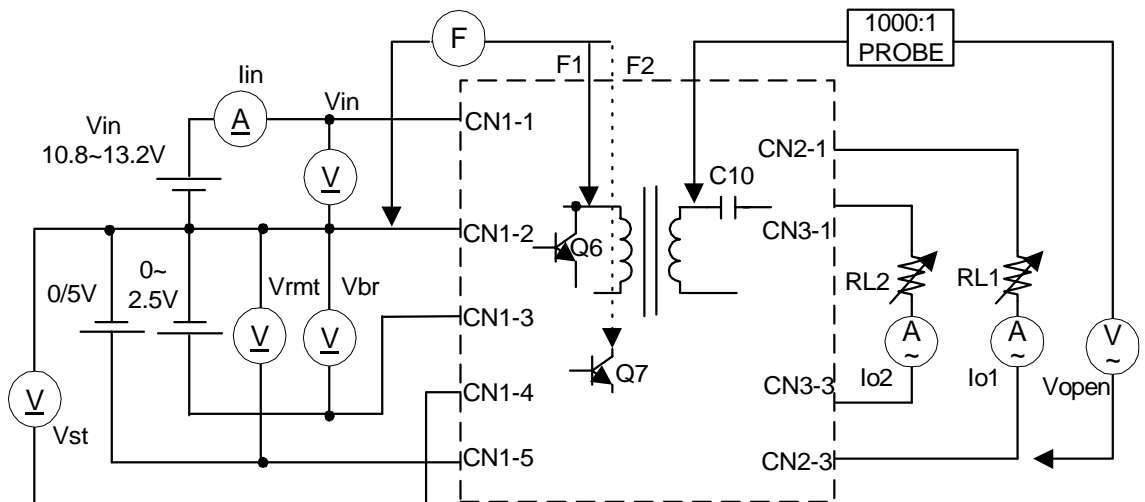 1000:1
PROBE
F
F1
F2
Iin
Vin
CN1-1
A
Vin
10.8~13.2V
V
CN2-1
C10
CN1-2
Q6
CN3-1
0/5V
0~
2.5V
Vrmt
Vbr
RL2
RL1
CN1-3
V
V
A
~
A
~
V
~
Q7
Io2
Io1
Vopen
V
Vst
CN1-4
CN3-3
CN1-5
CN2-3